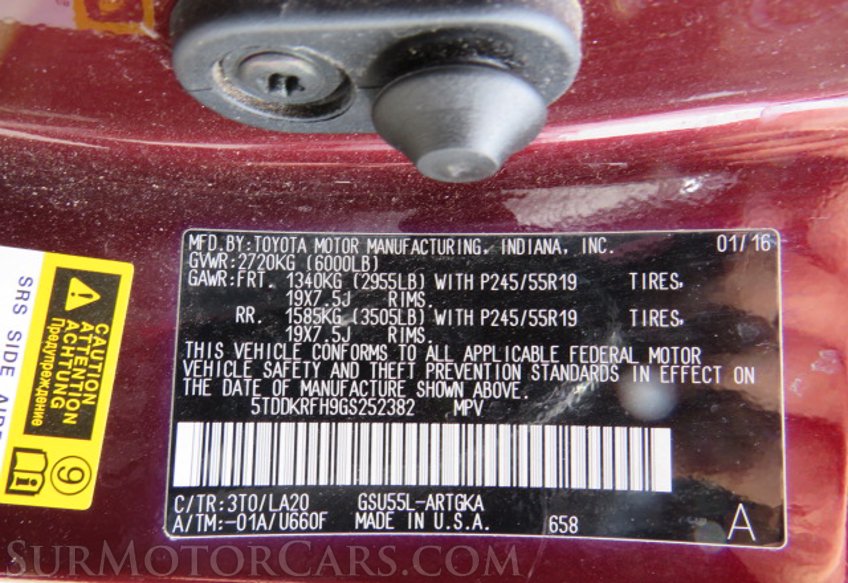 MFD. BY: TOYOTA MOTOR MANUFACTURING, INDIANA, INC. 01/16
GVWR: 2720KG (6000LB)
GAWR: FRT. 1340KG (2955LB) WITH P245/55R19 TIRES,
19X7.5J RIMS.
RR. 1585KG (3505LB) WITH P245/55R19 TIRES,
19X7.5J RIMS.
THIS VEHICLE CONFORMS TO ALL APPLICABLE FEDERAL MOTOR
VEHICLE SAFETY AND THEFT PREVENTION STANDARDS IN EFFECT ON
THE DATE OF MANUFACTURE SHOWN ABOVE.
5TDDKRFH9GS252382 MPV
C/TR: 3T0/LA20 GSU55L-ARTGKA
A/TM: -01A/U660F MADE IN U.S.A. 658 A
SRS SIDE
CAUTION
ATTENTION
ACHTUNG
Предупреждение
9
SURMOTORCARS.COM